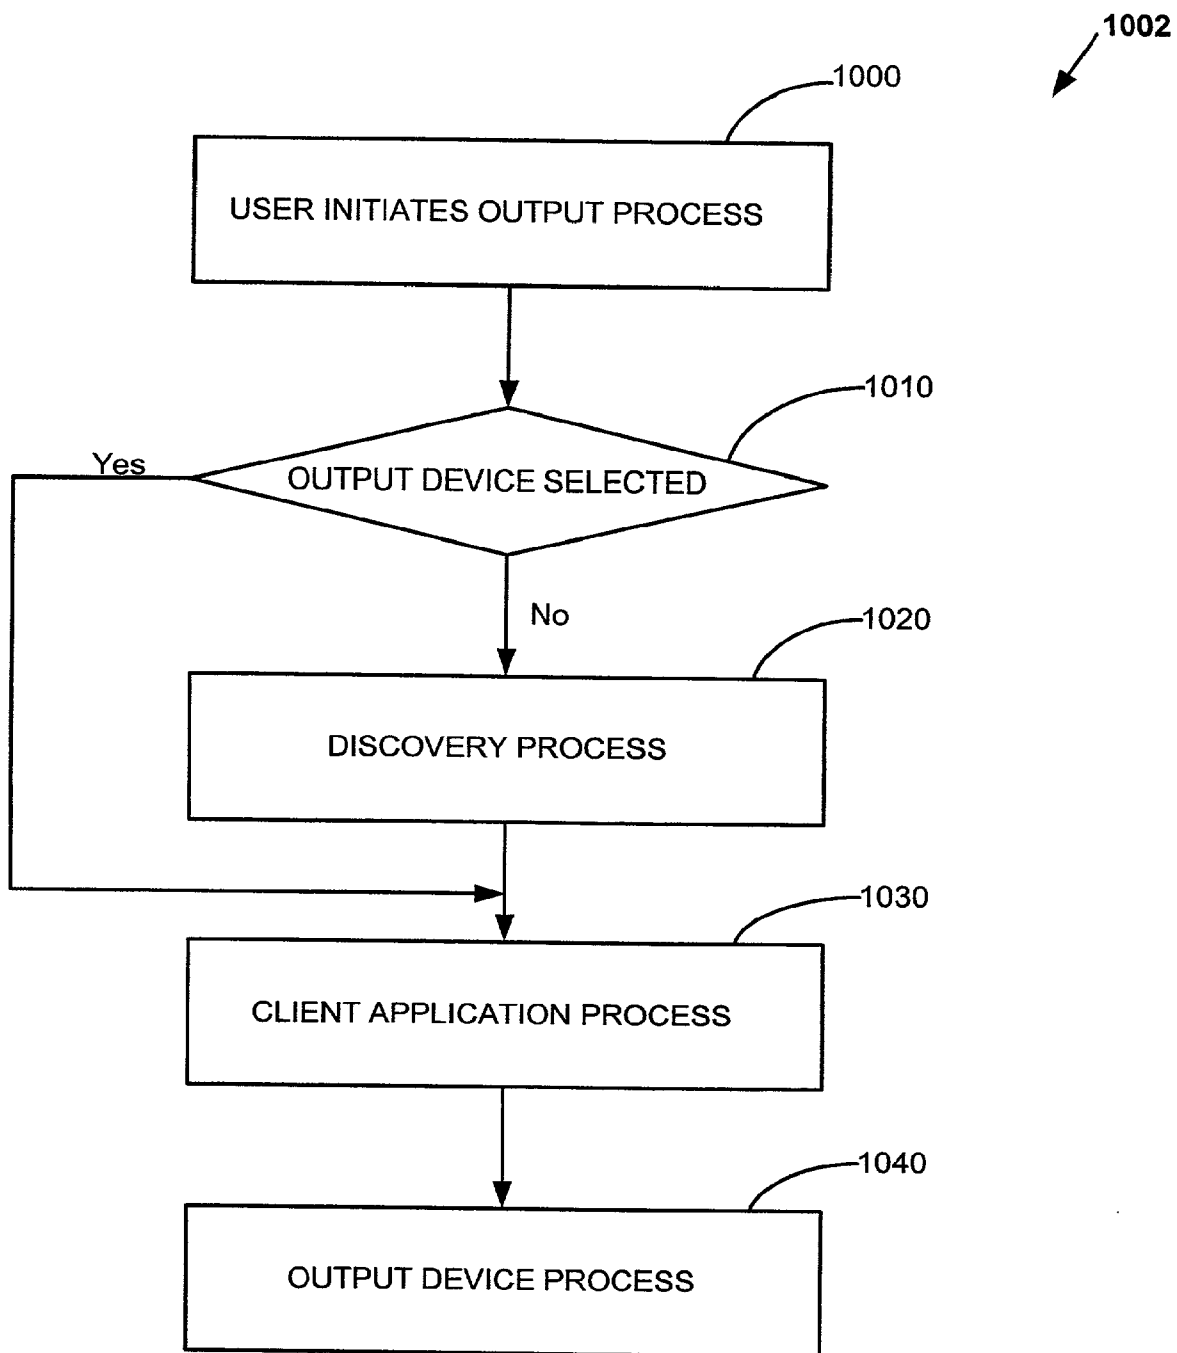 1002
1000
USER INITIATES OUTPUT PROCESS
1010
Yes
OUTPUT DEVICE SELECTED
No
1020
DISCOVERY PROCESS
1030
CLIENT APPLICATION PROCESS
1040
OUTPUT DEVICE PROCESS